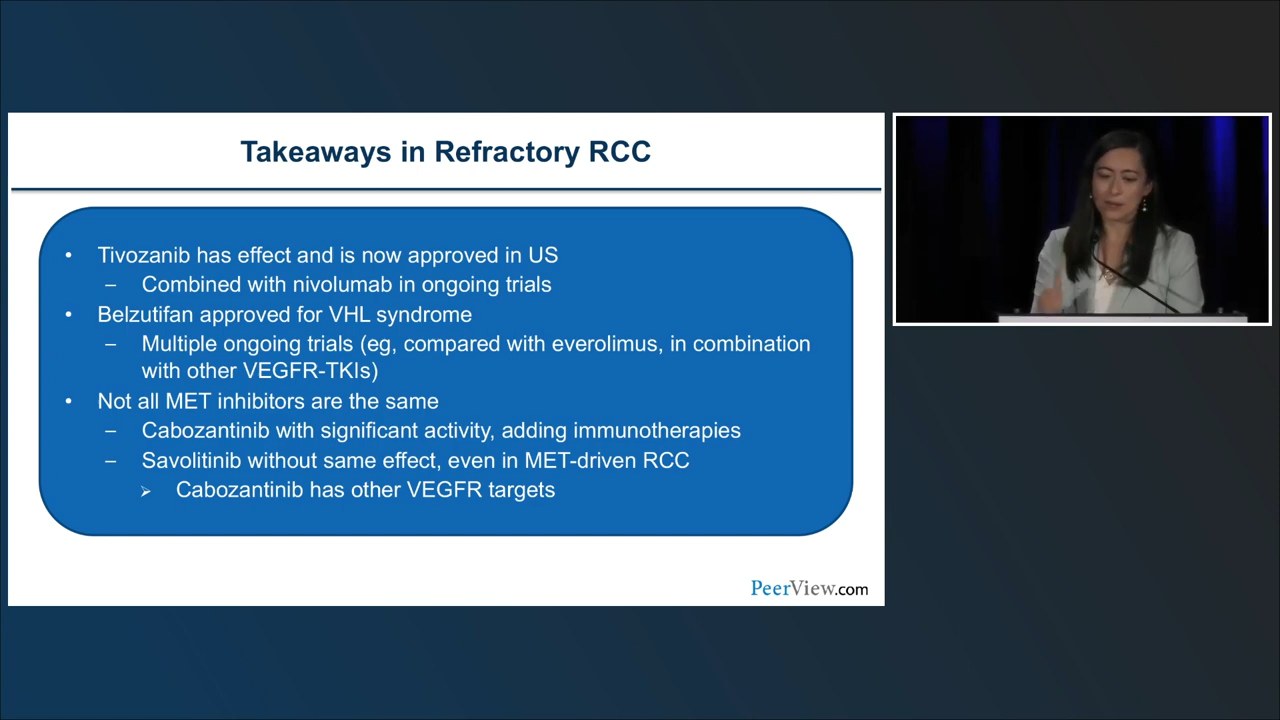 Takeaways in Refractory RCC
• Tivozanib has effect and is now approved in US
– Combined with nivolumab in ongoing trials
• Belzutifan approved for VHL syndrome
– Multiple ongoing trials (eg, compared with everolimus, in combination
with other VEGFR-TKIs)
• Not all MET inhibitors are the same
– Cabozantinib with significant activity, adding immunotherapies
– Savolitinib without same effect, even in MET-driven RCC
➢ Cabozantinib has other VEGFR targets
PeerView.com